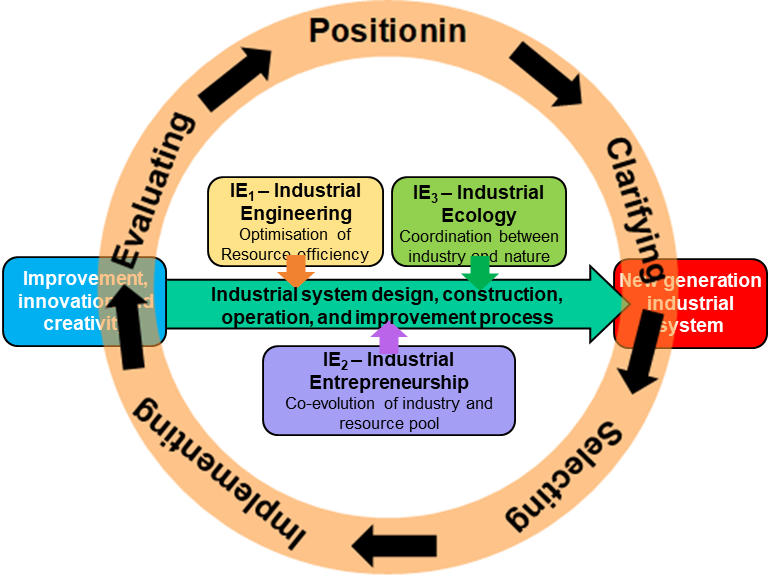 Positionin
Clarifying
Selecting
Implementing
Evaluating
IE₁ – Industrial
Engineering
Optimisation of
Resource efficiency
IE₃ – Industrial
Ecology
Coordination between
industry and nature
Improvement,
innovation and
creativity
Industrial system design, construction,
operation, and improvement process
New generation
industrial
system
IE₂ – Industrial
Entrepreneurship
Co-evolution of industry and
resource pool